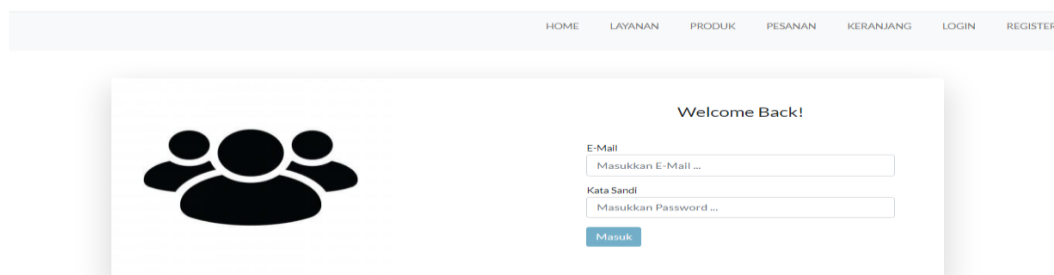 HOME LAYANAN PRODUK PESANAN KERANJANG LOGIN REGISTER
Welcome Back!
E-Mail
Masukkan E-Mail ...
Kata Sandi
Masukkan Password ...
Masuk